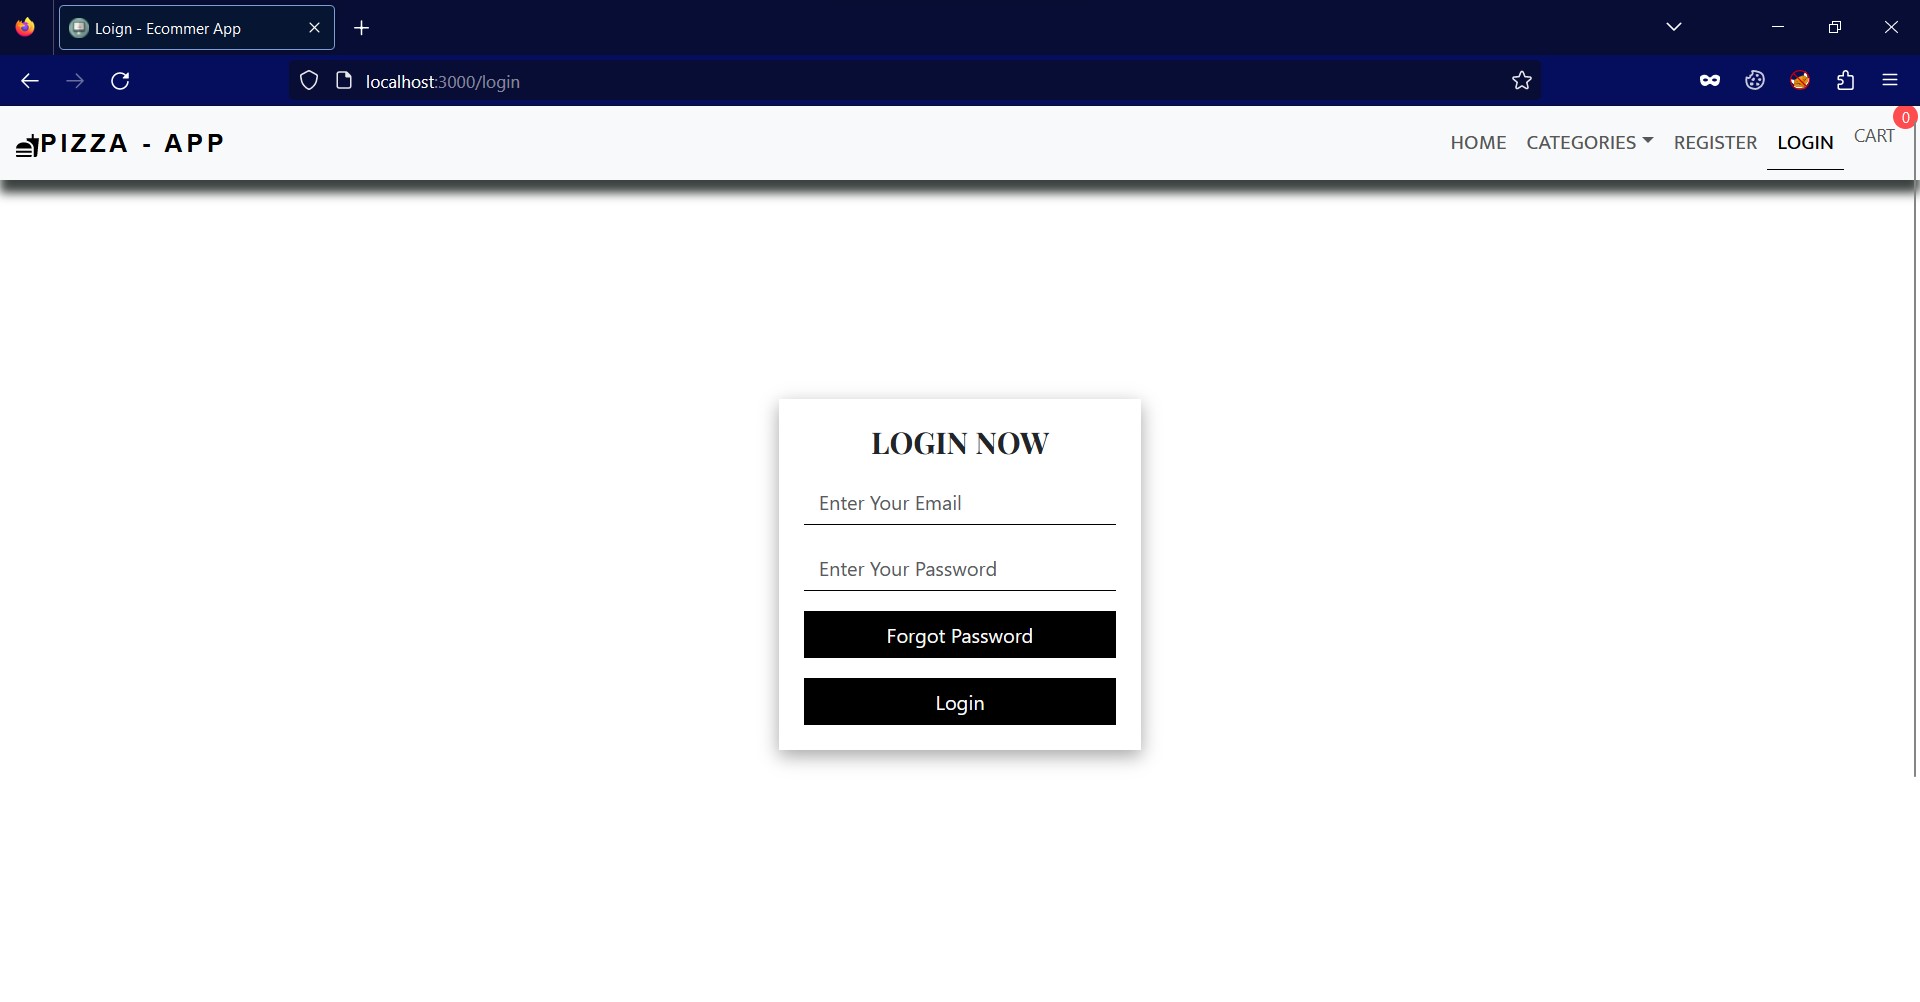 Loign - Ecommer App
localhost:3000/login
PIZZA - APP
HOME CATEGORIES REGISTER LOGIN CART 0
LOGIN NOW
Enter Your Email
Enter Your Password
Forgot Password
Login